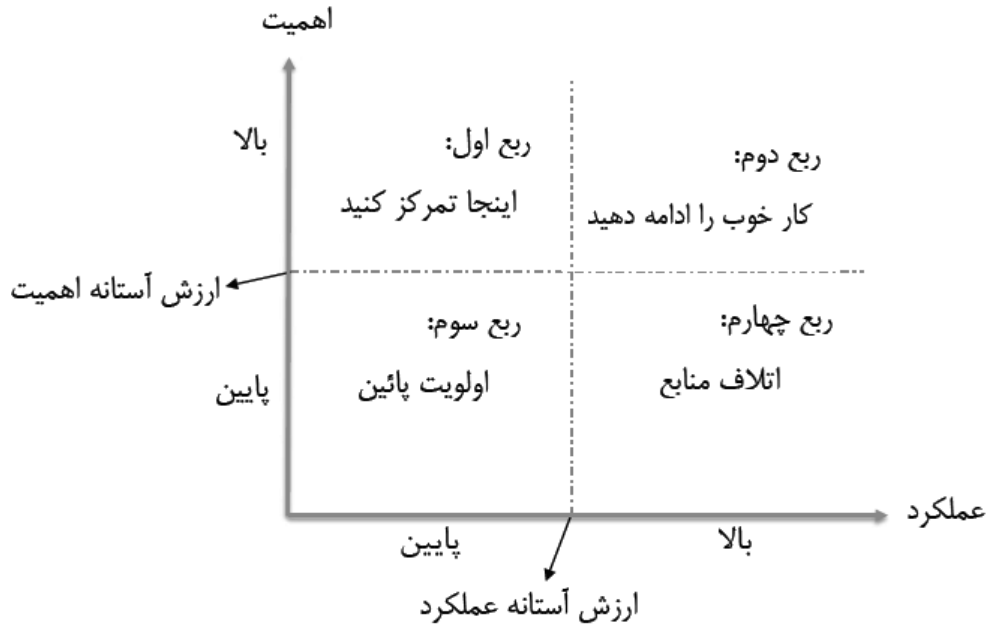 اهمیت
بالا
ربع اول:
اینجا تمرکز کنید
ربع دوم:
کار خوب را ادامه دهید
ارزش آستانه اهمیت
ربع سوم:
اولویت پائین
ربع چهارم:
اتلاف منابع
پایین
عملکرد
پایین
بالا
ارزش آستانه عملکرد